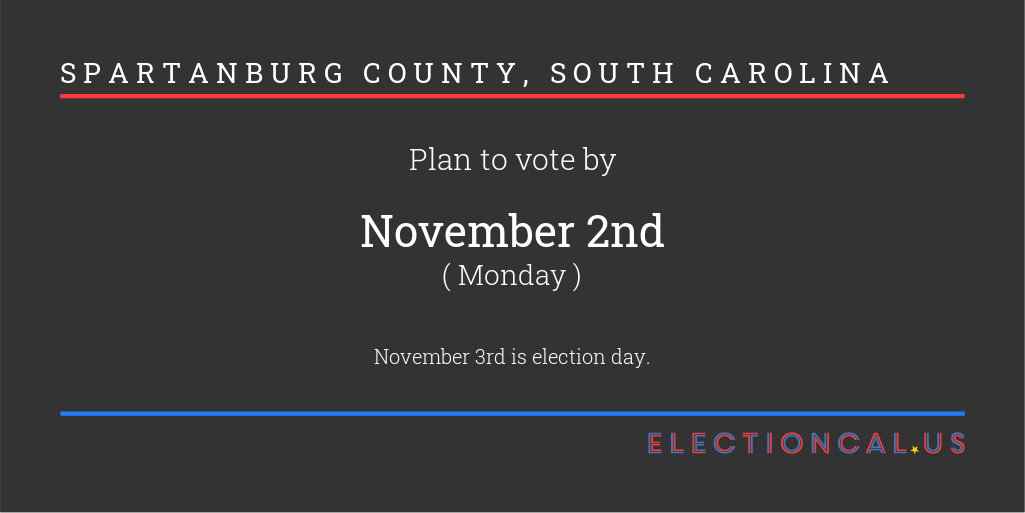 SPARTANBURG COUNTY, SOUTH CAROLINA
Plan to vote by
November 2nd
( Monday )
November 3rd is election day.
ELECTIONCAL.US